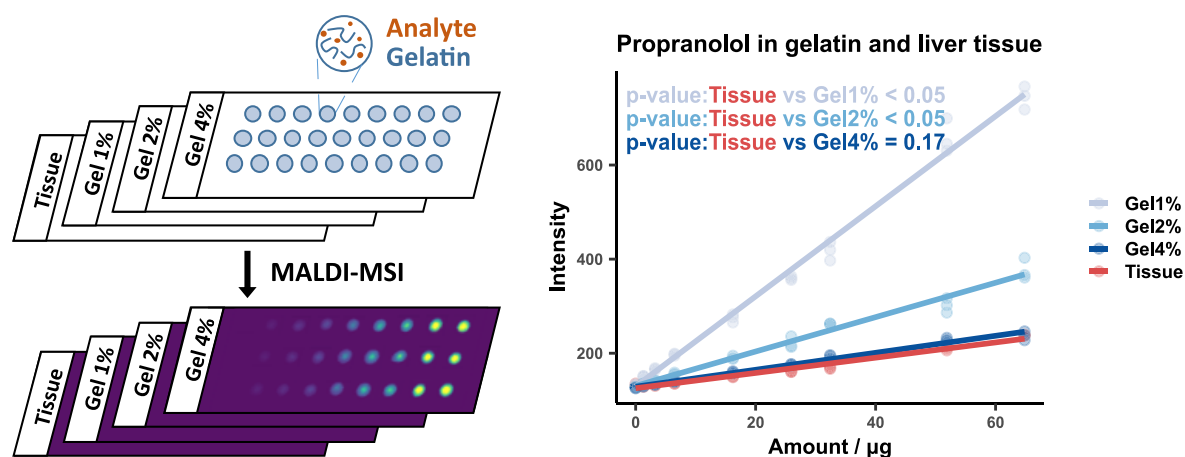 Analyte
Gelatin
Tissue
Gel 1%
Gel 2%
Gel 4%
MALDI-MSI
Tissue
Gel 1%
Gel 2%
Gel 4%
Propranolol in gelatin and liver tissue
p-value:Tissue vs Gel1% < 0.05
p-value:Tissue vs Gel2% < 0.05
p-value:Tissue vs Gel4% = 0.17
Intensity
600
400
200
0
20
40
60
Amount / µg
Gel1%
Gel2%
Gel4%
Tissue